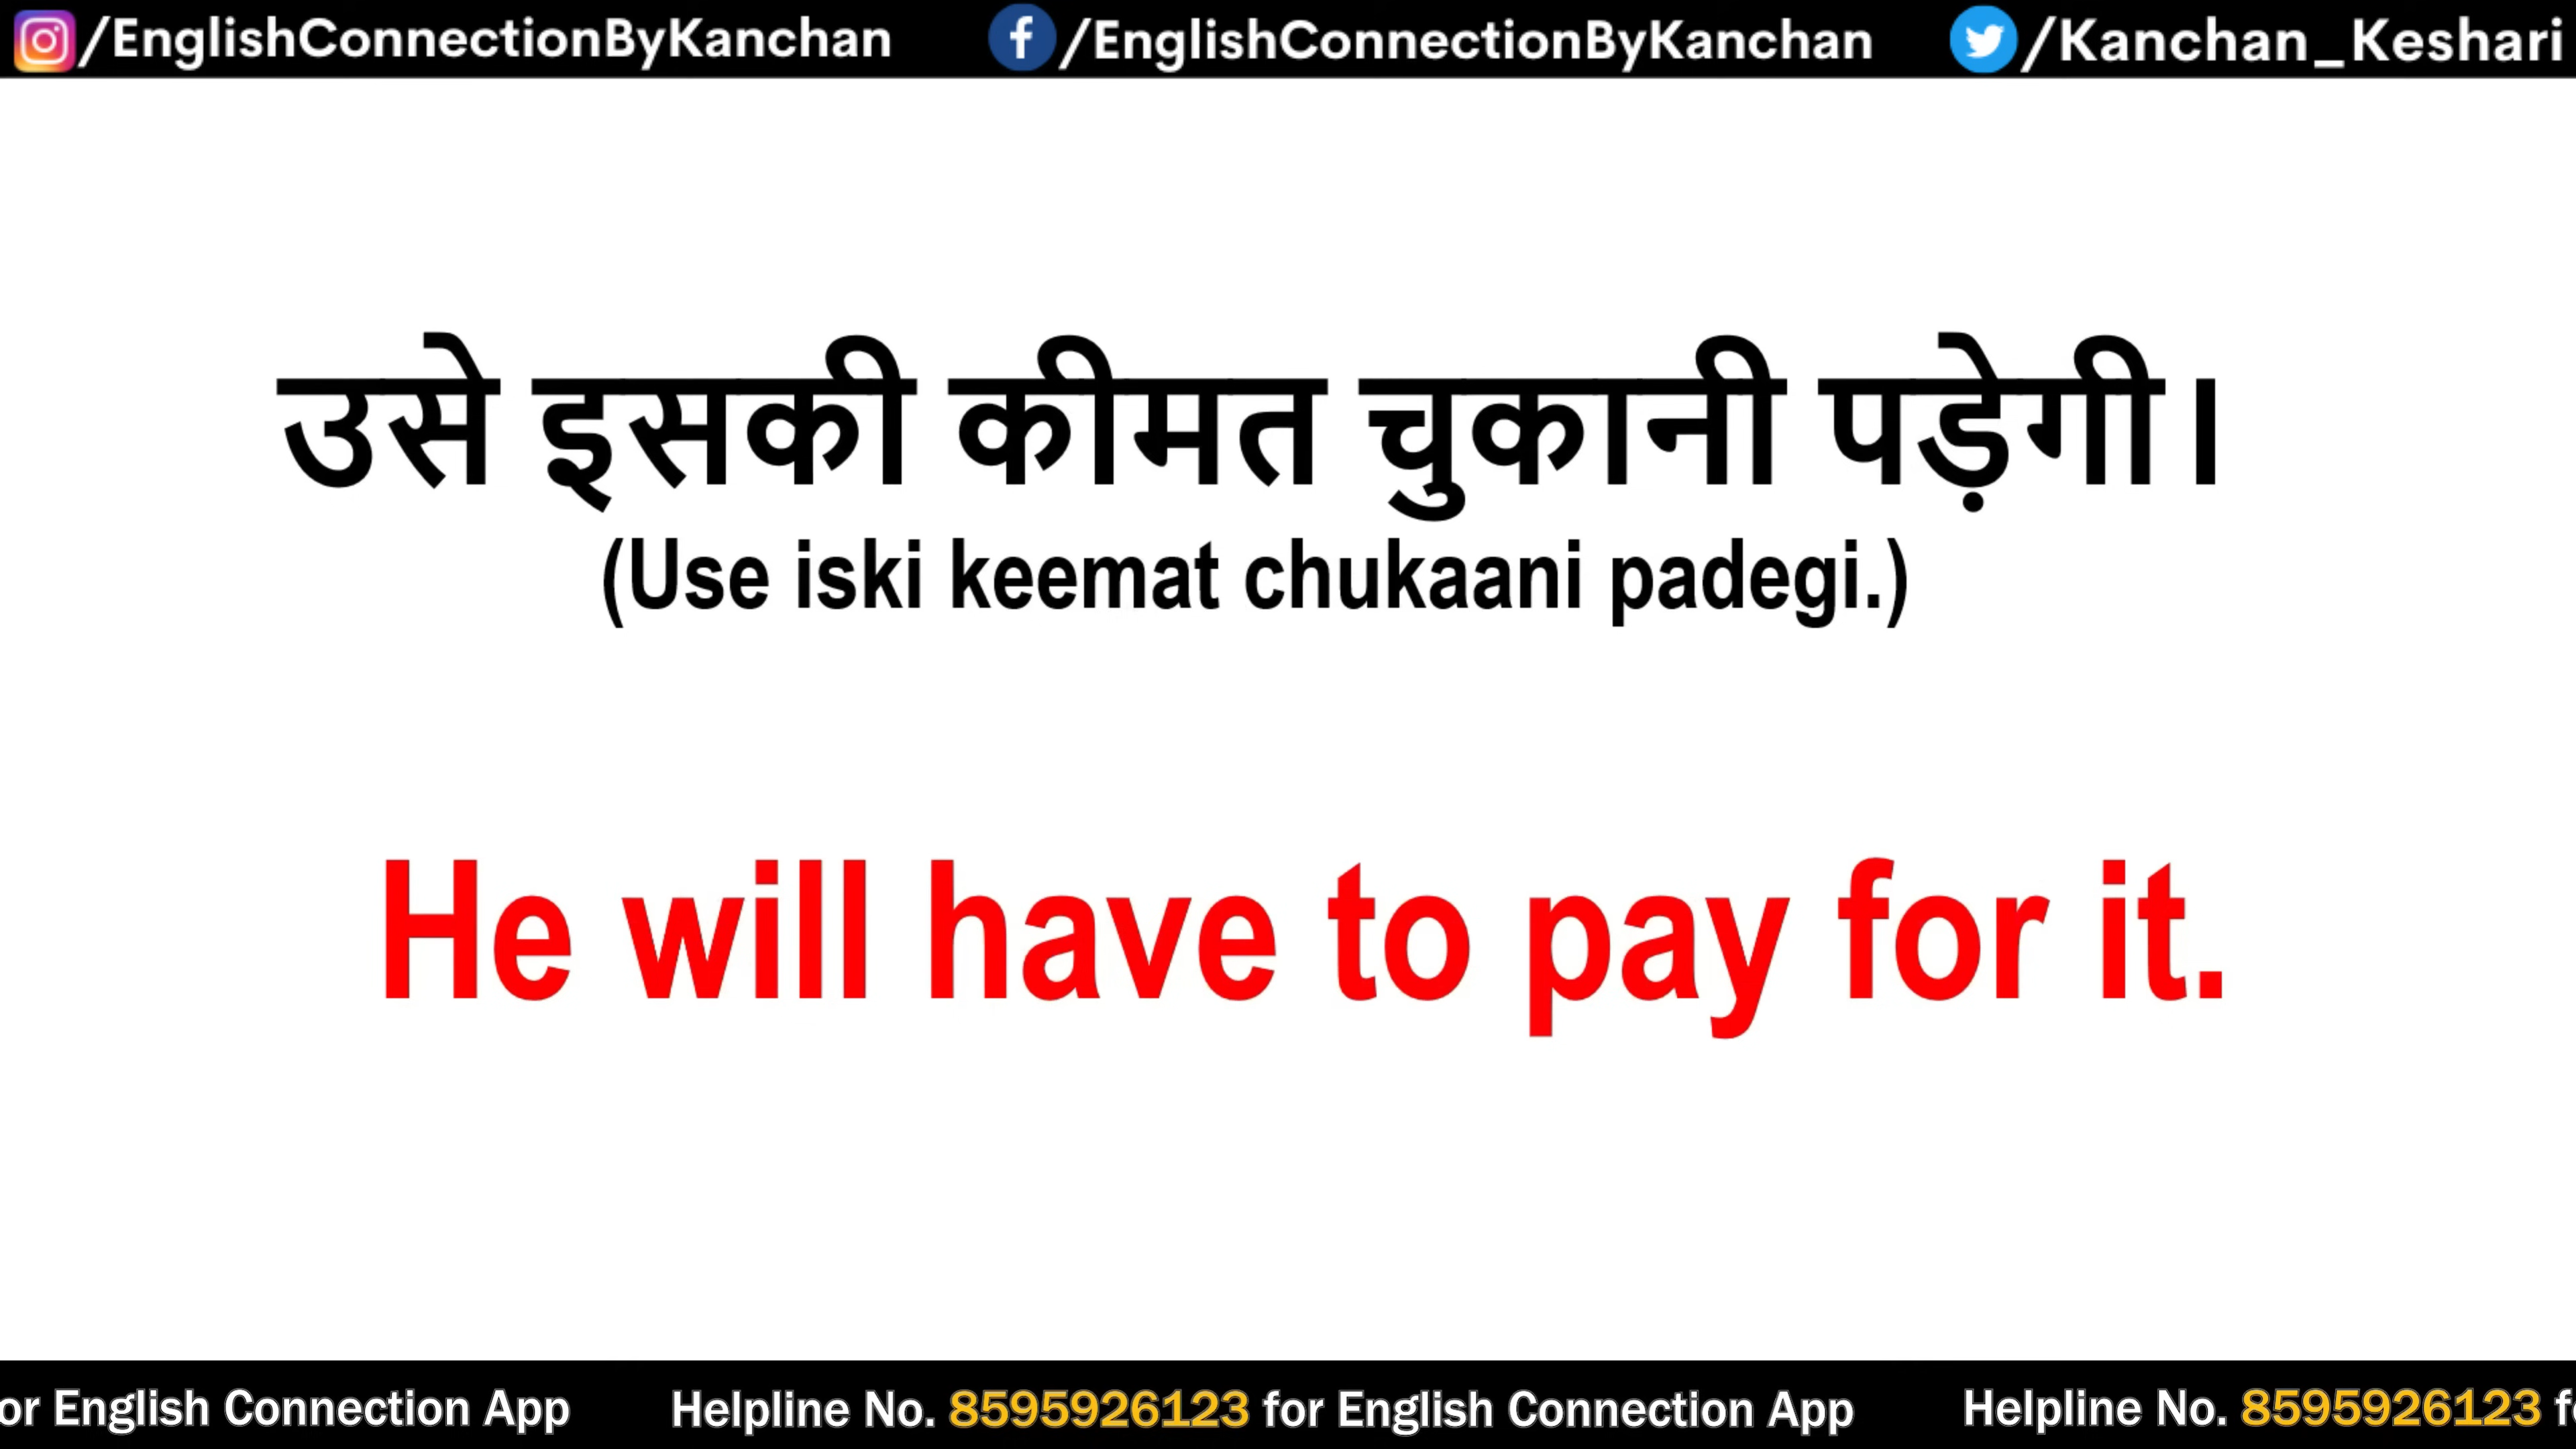 /EnglishConnectionByKanchan /EnglishConnectionByKanchan /Kanchan_Keshari
उसे इसकी कीमत चुकानी पड़ेगी।
(Use iski keemat chukaani padegi.)
He will have to pay for it.
or English Connection App Helpline No. 8595926123 for English Connection App Helpline No. 8595926123 f